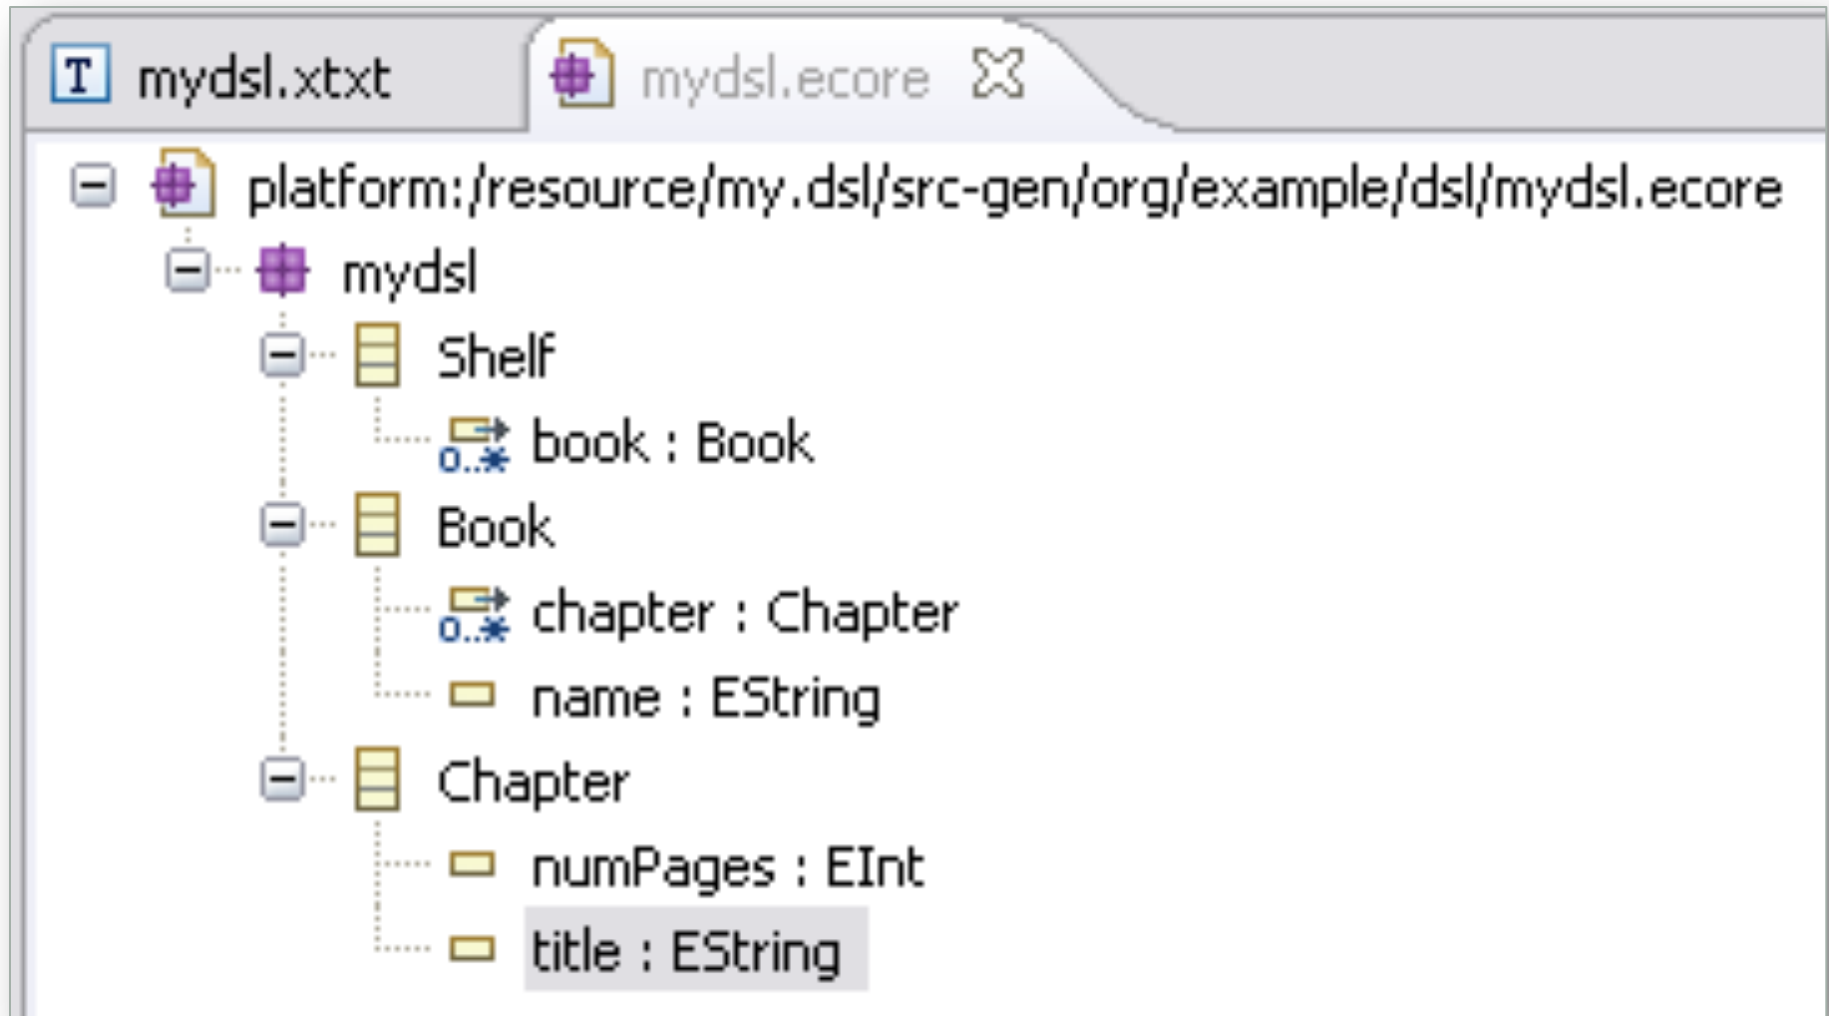 mydsl.xtxt mydsl.ecore
platform:/resource/my.dsl/src-gen/org/example/dsl/mydsl.ecore
mydsl
Shelf
0..* book : Book
Book
0..* chapter : Chapter
name : EString
Chapter
numPages : EInt
title : EString